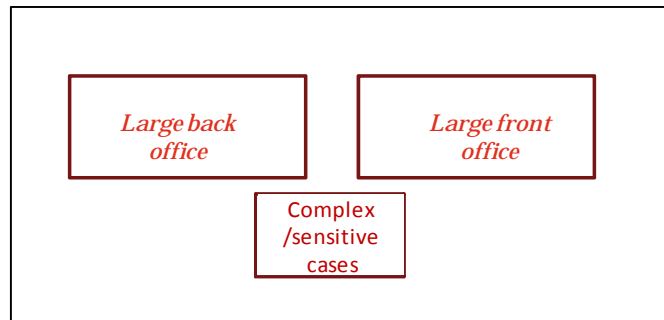 Large back
office
Large front
office
Complex
/sensitive
cases